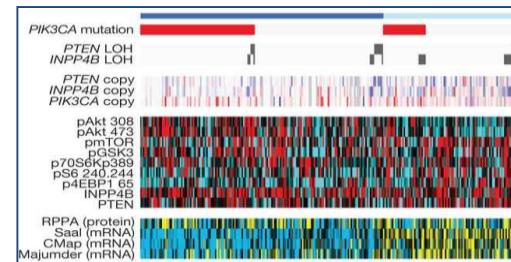 PIK3CA mutation
PTEN LOH
INPP4B LOH
PTEN copy
INPP4B copy
PIK3CA copy
pAkt 308
pAkt 473
pmTOR
pGSK3
p70S6Kp389
pS6 240.244
p4EBP1 65
INPP4B
PTEN
RPPA (protein)
Saal (mRNA)
CMap (mRNA)
Majumder (mRNA)